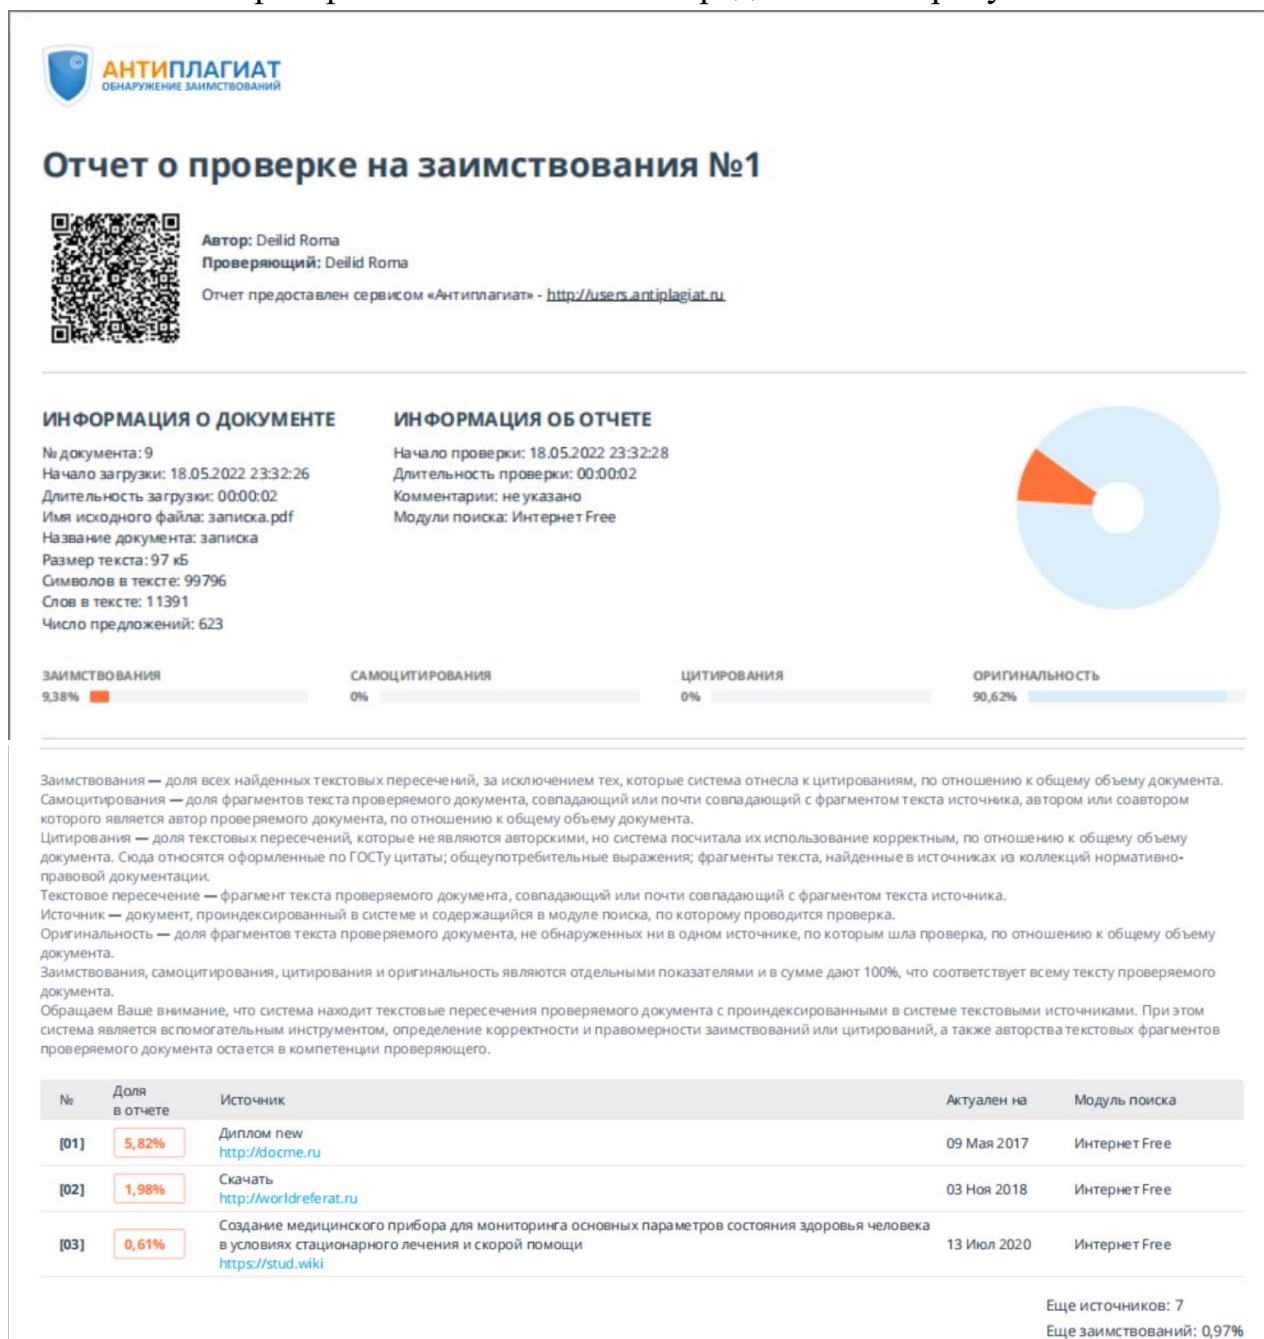 АНТИПЛАГИАТ
ОБНАРУЖЕНИЕ ЗАИМСТВОВАНИЙ
Отчет о проверке на заимствования №1
Автор: Deilid Roma
Проверяющий: Deilid Roma
Отчет предоставлен сервисом «Антиплагиат» - http://users.antiplagiat.ru
ИНФОРМАЦИЯ О ДОКУМЕНТЕ
№ документа: 9
Начало загрузки: 18.05.2022 23:32:26
Длительность загрузки: 00:00:02
Имя исходного файла: записка.pdf
Название документа: записка
Размер текста: 97 кБ
Символов в тексте: 99796
Слов в тексте: 11391
Число предложений: 623
ИНФОРМАЦИЯ ОБ ОТЧЕТЕ
Начало проверки: 18.05.2022 23:32:28
Длительность проверки: 00:00:02
Комментарии: не указано
Модули поиска: Интернет Free
ЗАИМСТВОВАНИЯ
9,38%
САМОЦИТИРОВАНИЯ
0%
ЦИТИРОВАНИЯ
0%
ОРИГИНАЛЬНОСТЬ
90,62%
Заимствования — доля всех найденных текстовых пересечений, за исключением тех, которые система отнесла к цитированиям, по отношению к общему объему документа.
Самоцитирования — доля фрагментов текста проверяемого документа, совпадающий или почти совпадающий с фрагментом текста источника, автором или соавтором
которого является автор проверяемого документа, по отношению к общему объему документа.
Цитирования — доля текстовых пересечений, которые не являются авторскими, но система посчитала их использование корректным, по отношению к общему объему
документа. Сюда относятся оформленные по ГОСТу цитаты; общеупотребительные выражения; фрагменты текста, найденные в источниках из коллекций нормативно-
правовой документации.
Текстовое пересечение — фрагмент текста проверяемого документа, совпадающий или почти совпадающий с фрагментом текста источника.
Источник — документ, проиндексированный в системе и содержащийся в модуле поиска, по которому проводится проверка.
Оригинальность — доля фрагментов текста проверяемого документа, не обнаруженных ни в одном источнике, по которым шла проверка, по отношению к общему объему
документа.
Заимствования, самоцитирования, цитирования и оригинальность являются отдельными показателями и в сумме дают 100%, что соответствует всему тексту проверяемого
документа.
Обращаем Ваше внимание, что система находит текстовые пересечения проверяемого документа с проиндексированными в системе текстовыми источниками. При этом
система является вспомогательным инструментом, определение корректности и правомерности заимствований или цитирований, а также авторства текстовых фрагментов
проверяемого документа остается в компетенции проверяющего.
№ Доля в отчете Источник Актуален на Модуль поиска
[01] 5,82% Диплом new 09 Мая 2017 Интернет Free
http://docme.ru
[02] 1,98% Скачать 03 Ноя 2018 Интернет Free
http://worldreferat.ru
[03] 0,61% Создание медицинского прибора для мониторинга основных параметров состояния здоровья человека
в условиях стационарного лечения и скорой помощи 13 Июл 2020 Интернет Free
https://stud.wiki
Еще источников: 7
Еще заимствований: 0,97%